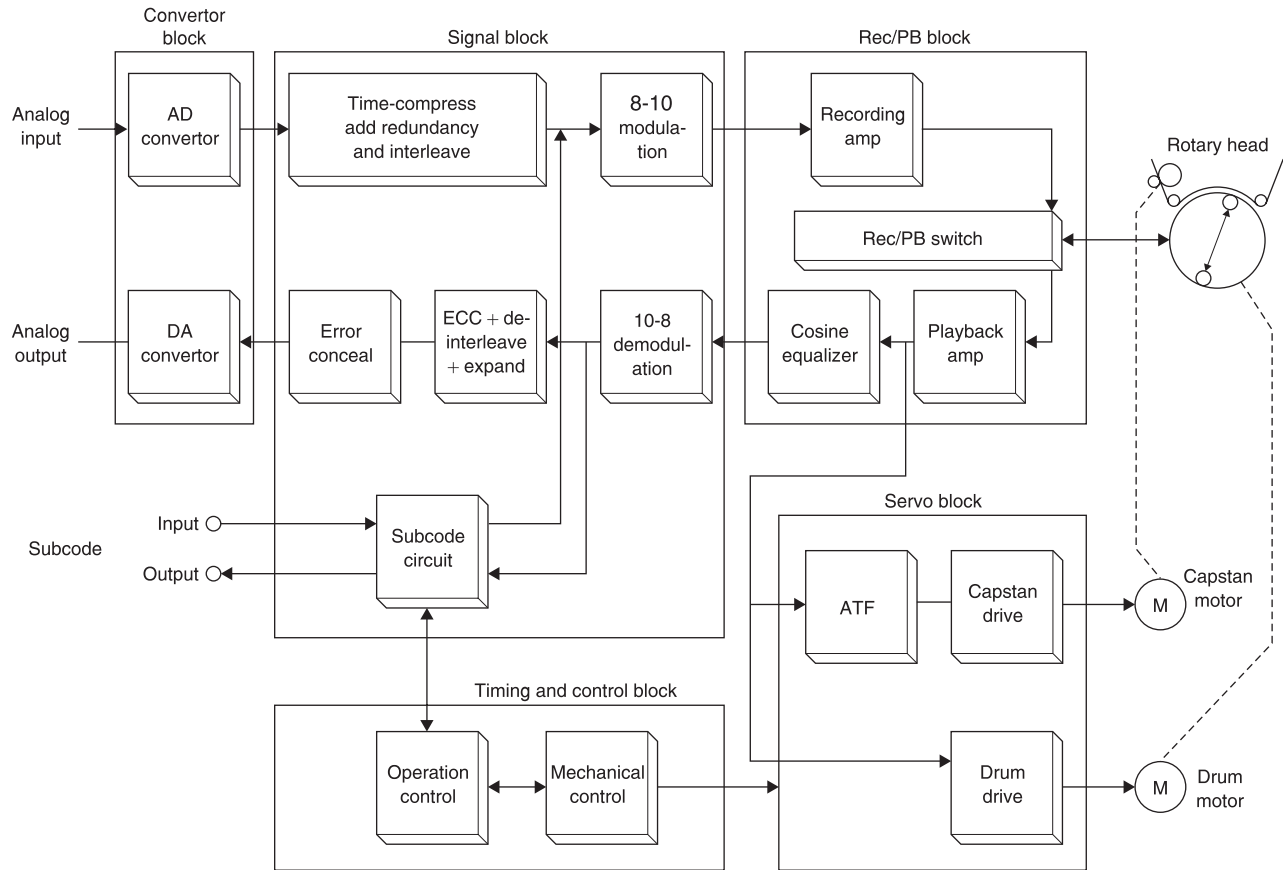 Convertor
block
Signal block
Rec/PB block
Analog
input
AD
convertor
Time-compress
add redundancy
and interleave
8-10
modula-
tion
Recording
amp
Rotary head
Rec/PB switch
Analog
output
DA
convertor
Error
conceal
ECC + de-
interleave
+ expand
10-8
demodul-
ation
Cosine
equalizer
Playback
amp
Subcode
Input
Output
Subcode
circuit
Servo block
ATF
Capstan
drive
M
Capstan
motor
Timing and control block
Operation
control
Mechanical
control
Drum
drive
M
Drum
motor